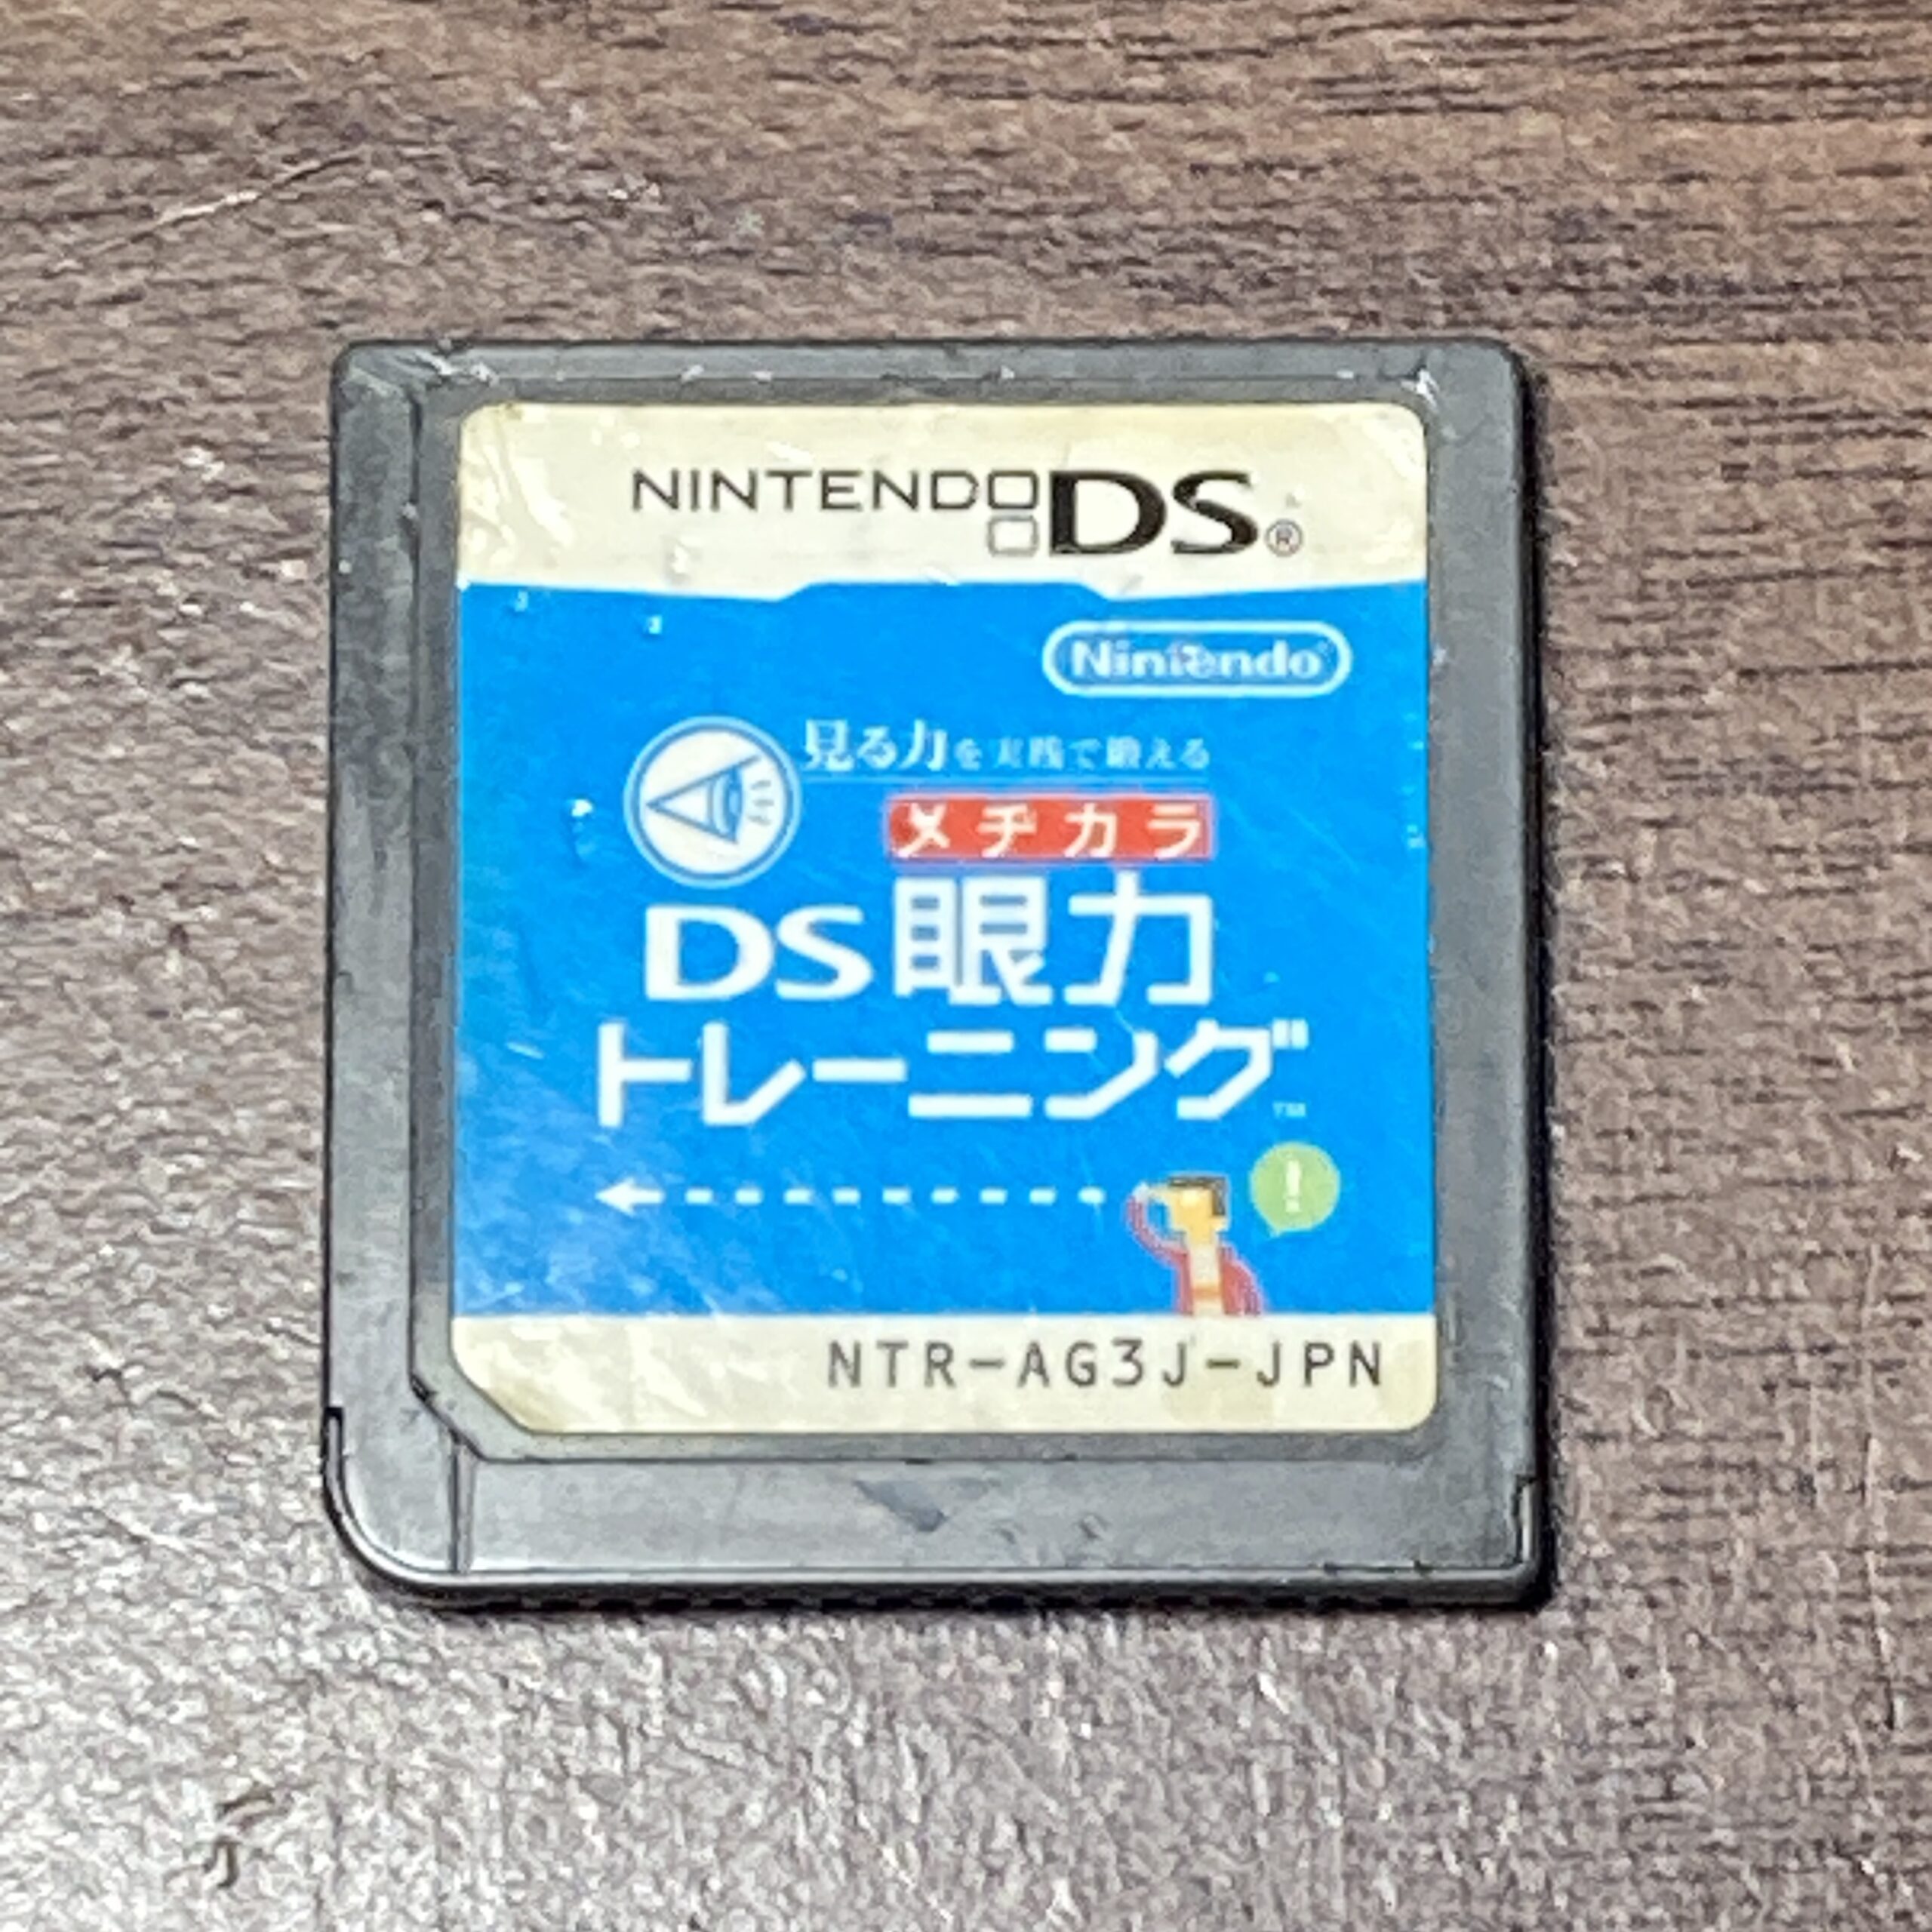 NINTENDO DS®
Nintendo
見る力を実践で鍛える
メヂカラ
DS眼力
トレーニング™
!
NTR-AG3J-JPN